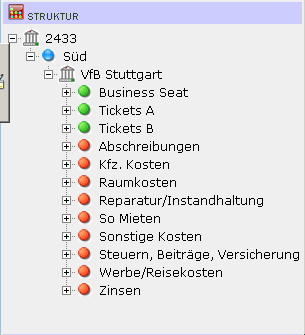 STRUKTUR
2433
Süd
VfB Stuttgart
Business Seat
Tickets A
Tickets B
Abschreibungen
Kfz. Kosten
Raumkosten
Reparatur/Instandhaltung
So Mieten
Sonstige Kosten
Steuern, Beiträge, Versicherung
Werbe/Reisekosten
Zinsen